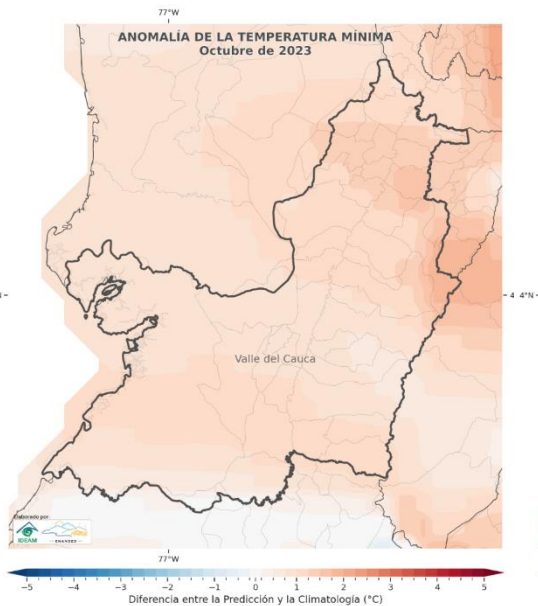 77°W
ANOMALÍA DE LA TEMPERATURA MÍNIMA
Octubre de 2023
4°N
Valle del Cauca
Elaborado por:
IDEAM
ENANDES
77°W
−5 −4 −3 −2 −1 0 1 2 3 4 5
Diferencia entre la Predicción y la Climatología (°C)